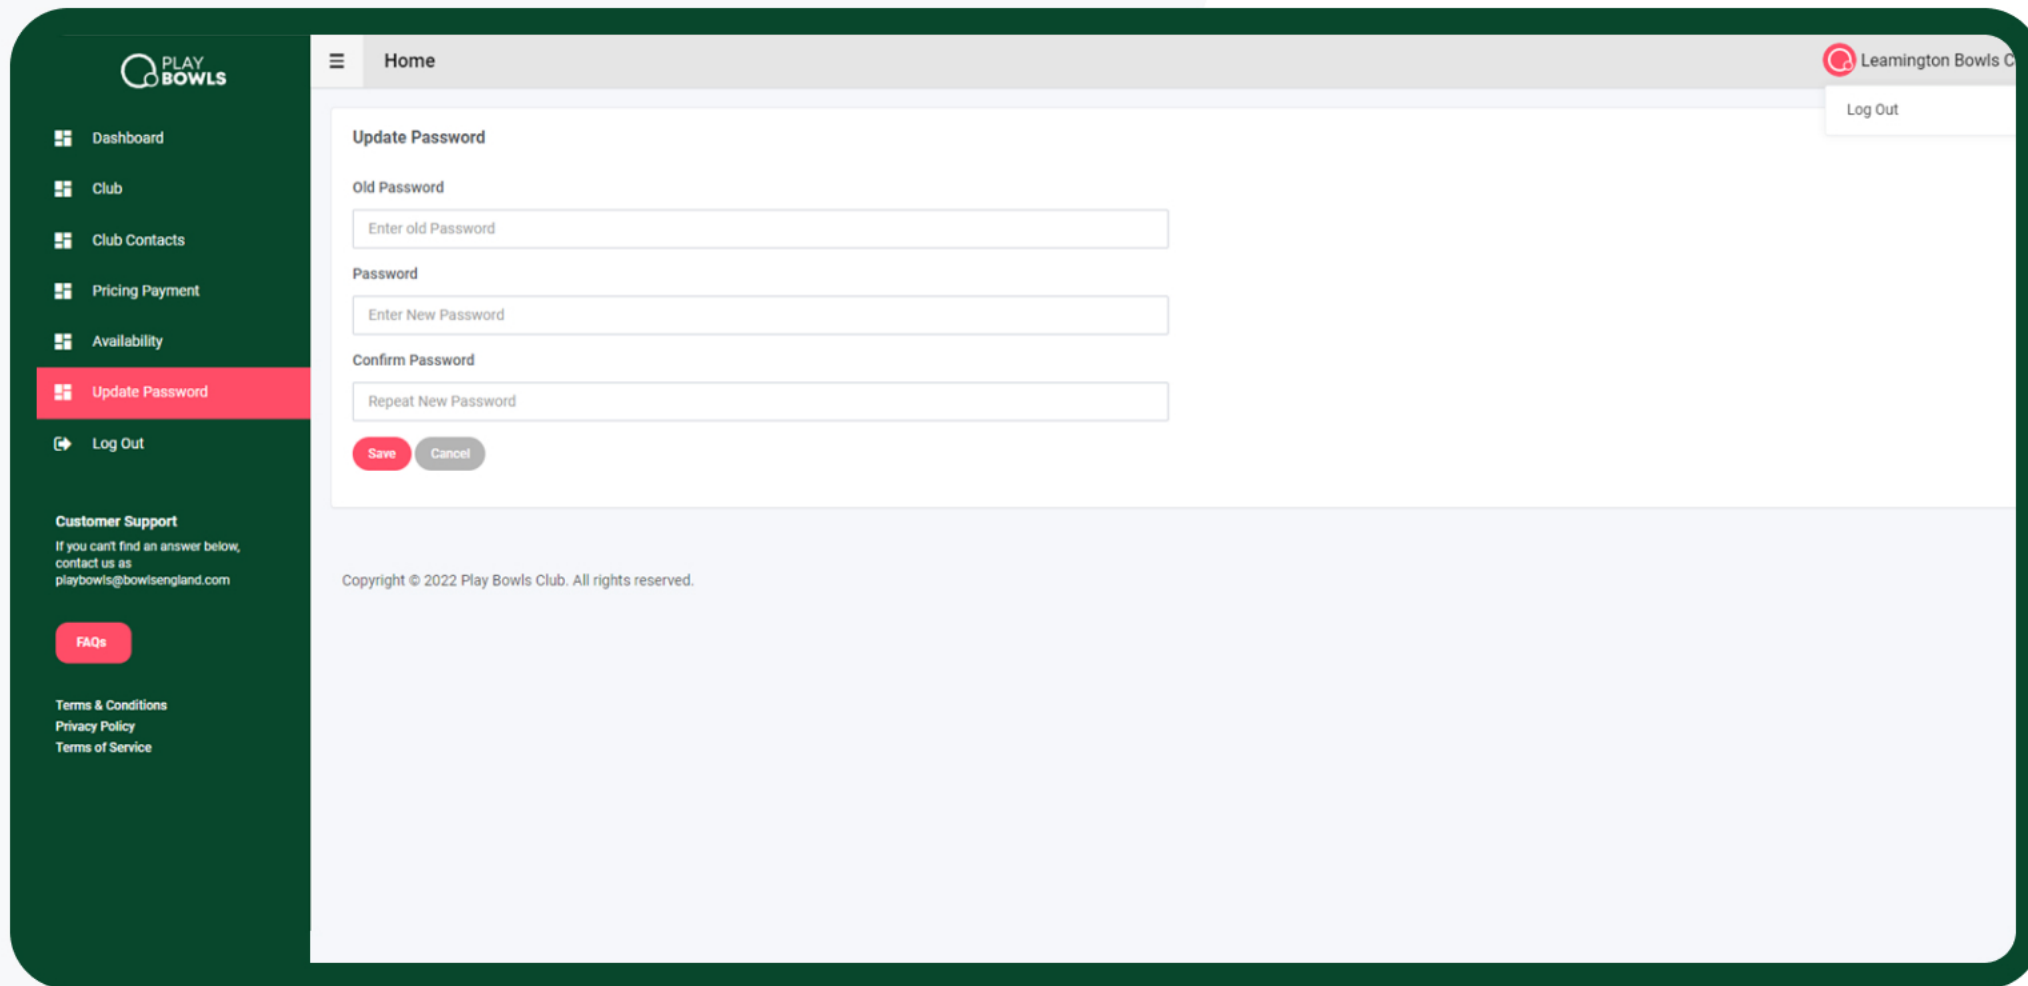 PLAY
BOWLS
Dashboard
Club
Club Contacts
Pricing Payment
Availability
Update Password
Log Out
Customer Support
If you can't find an answer below,
contact us as
playbowls@bowlsengland.com
FAQs
Terms & Conditions
Privacy Policy
Terms of Service
Home
Leamington Bowls C
Log Out
Update Password
Old Password
Enter old Password
Password
Enter New Password
Confirm Password
Repeat New Password
Save Cancel
Copyright © 2022 Play Bowls Club. All rights reserved.